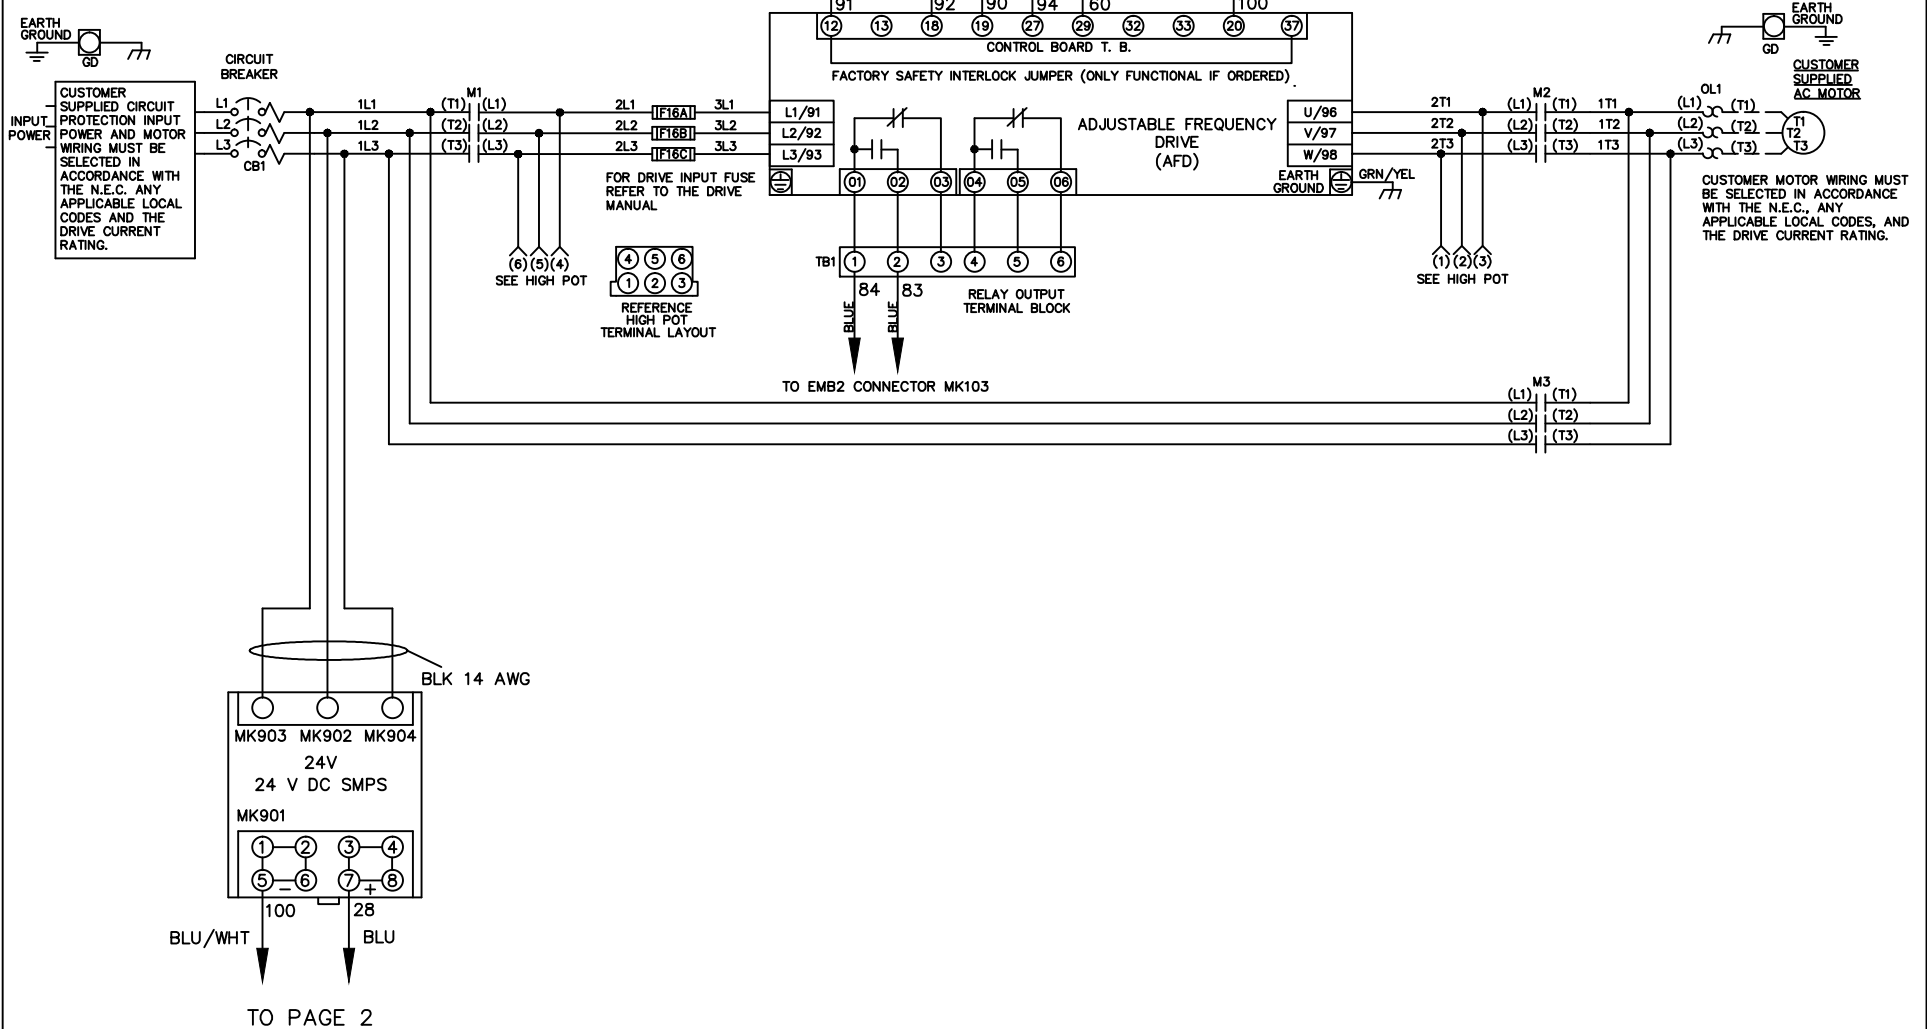 91 92 90 94 60 100
EARTH
GROUND
GD
12 13 18 19 27 29 32 33 20 37
CONTROL BOARD T. B.
FACTORY SAFETY INTERLOCK JUMPER (ONLY FUNCTIONAL IF ORDERED)
EARTH
GROUND
GD
CIRCUIT
BREAKER
CUSTOMER
SUPPLIED
AC MOTOR
INPUT
POWER
CUSTOMER
SUPPLIED CIRCUIT
PROTECTION INPUT
POWER AND MOTOR
WIRING MUST BE
SELECTED IN
ACCORDANCE WITH
THE N.E.C. ANY
APPLICABLE LOCAL
CODES AND THE
DRIVE CURRENT
RATING.
M1
M2
OL1
L1 1L1 (T1) (L1) 2L1 F16A 3L1 L1/91
L2 1L2 (T2) (L2) 2L2 F16B 3L2 L2/92
L3 1L3 (T3) (L3) 2L3 F16C 3L3 L3/93
CB1
ADJUSTABLE FREQUENCY
DRIVE
(AFD)
U/96 2T1 (L1) (T1) 1T1 (L1) (T1) T1
V/97 2T2 (L2) (T2) 1T2 (L2) (T2) T2
W/98 2T3 (L3) (T3) 1T3 (L3) (T3) T3
FOR DRIVE INPUT FUSE
REFER TO THE DRIVE
MANUAL
01 02 03 04 05 06
EARTH
GROUND
GRN/YEL
CUSTOMER MOTOR WIRING MUST
BE SELECTED IN ACCORDANCE
WITH THE N.E.C., ANY
APPLICABLE LOCAL CODES, AND
THE DRIVE CURRENT RATING.
(6) (5) (4)
SEE HIGH POT
4 5 6
1 2 3
REFERENCE
HIGH POT
TERMINAL LAYOUT
TB1 1 2 3 4 5 6
84 83
BLUE BLUE
RELAY OUTPUT
TERMINAL BLOCK
(1) (2) (3)
SEE HIGH POT
TO EMB2 CONNECTOR MK103
M3
(L1) (T1)
(L2) (T2)
(L3) (T3)
BLK 14 AWG
MK903 MK902 MK904
24V
24 V DC SMPS
MK901
1 2 3 4
5 6 7 8
- +
100 28
BLU/WHT BLU
TO PAGE 2